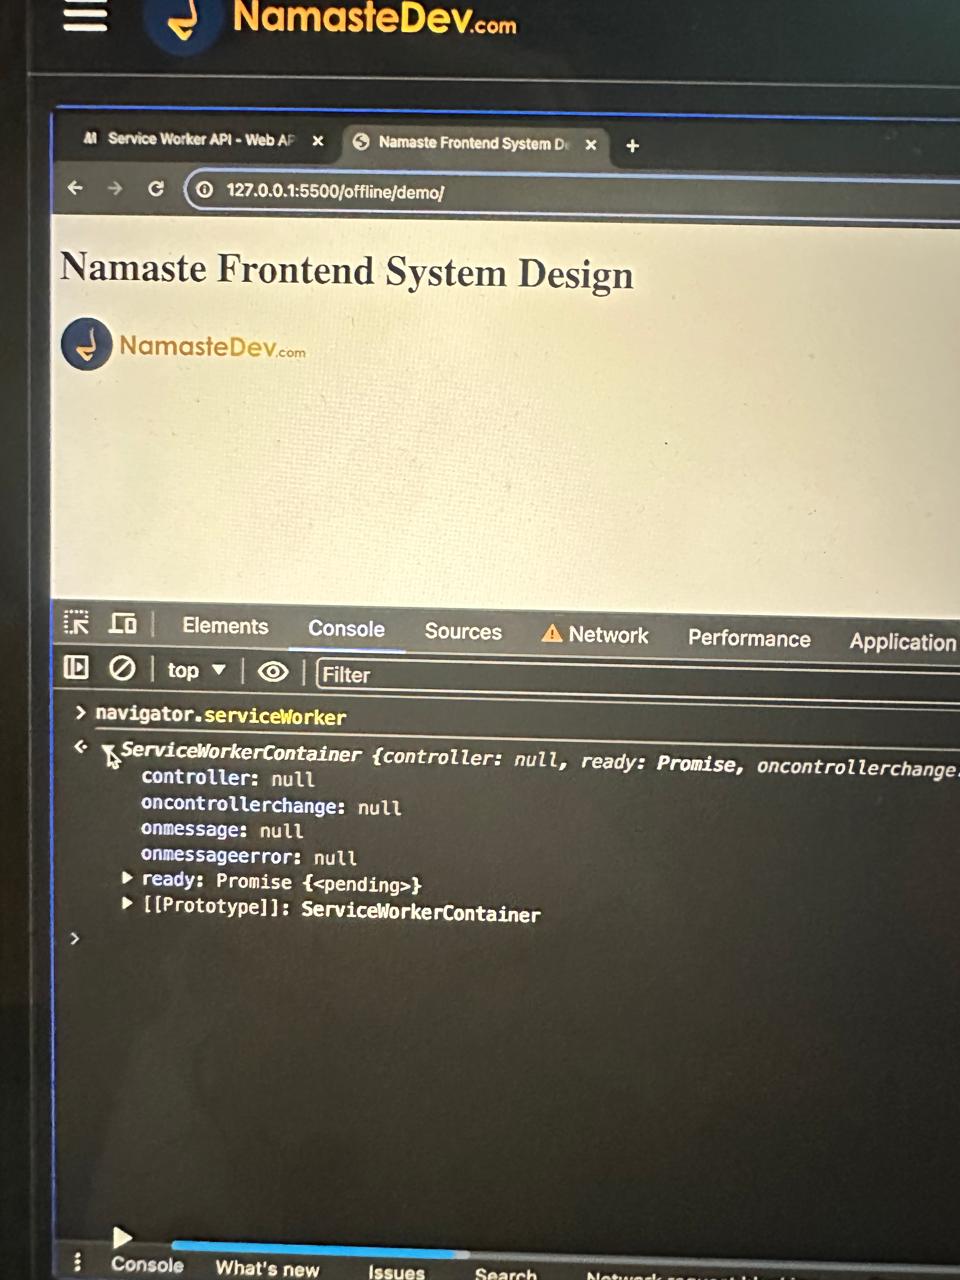 NamasteDev.com
Service Worker API - Web AP
Namaste Frontend System De
127.0.0.1:5500/offline/demo/
Namaste Frontend System Design
NamasteDev.com
Elements Console Sources Network Performance Application
top Filter
> navigator.serviceWorker
ServiceWorkerContainer {controller: null, ready: Promise, oncontrollerchange:
controller: null
oncontrollerchange: null
onmessage: null
onmessageerror: null
ready: Promise {<pending>}
[[Prototype]]: ServiceWorkerContainer
>
Console What's new Issues Search Network request